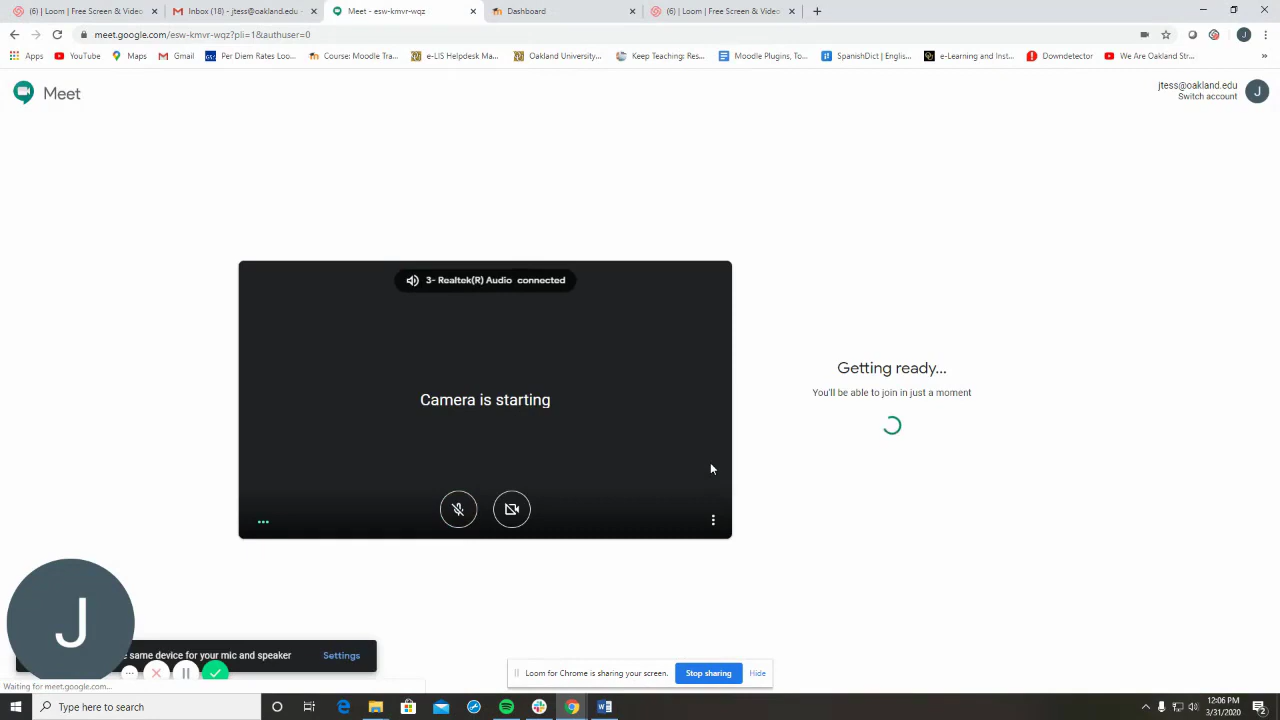 (6) Loom | Free Screen & Video
Inbox (18) - jtess@oakland.edu -
Meet - esw-kmvr-wqz
Dashboard
(6) Loom | Free Screen & Video
meet.google.com/esw-kmvr-wqz?pli=1&authuser=0
J
Apps
YouTube
Maps
Gmail
GSA
Per Diem Rates Loo...
Course: Moodle Tra...
e-LIS Helpdesk Ma...
Oakland University...
Keep Teaching: Res...
Moodle Plugins, To...
SpanishDict | Englis...
e-Learning and Inst...
Downdetector
We Are Oakland Str...
»
Meet
jtess@oakland.edu
Switch account
J
3- Realtek(R) Audio connected
Camera is starting
Getting ready...
You'll be able to join in just a moment
J
same device for your mic and speaker
Settings
Loom for Chrome is sharing your screen.
Stop sharing
Hide
Waiting for meet.google.com...
Type here to search
12:06 PM
3/31/2020
2